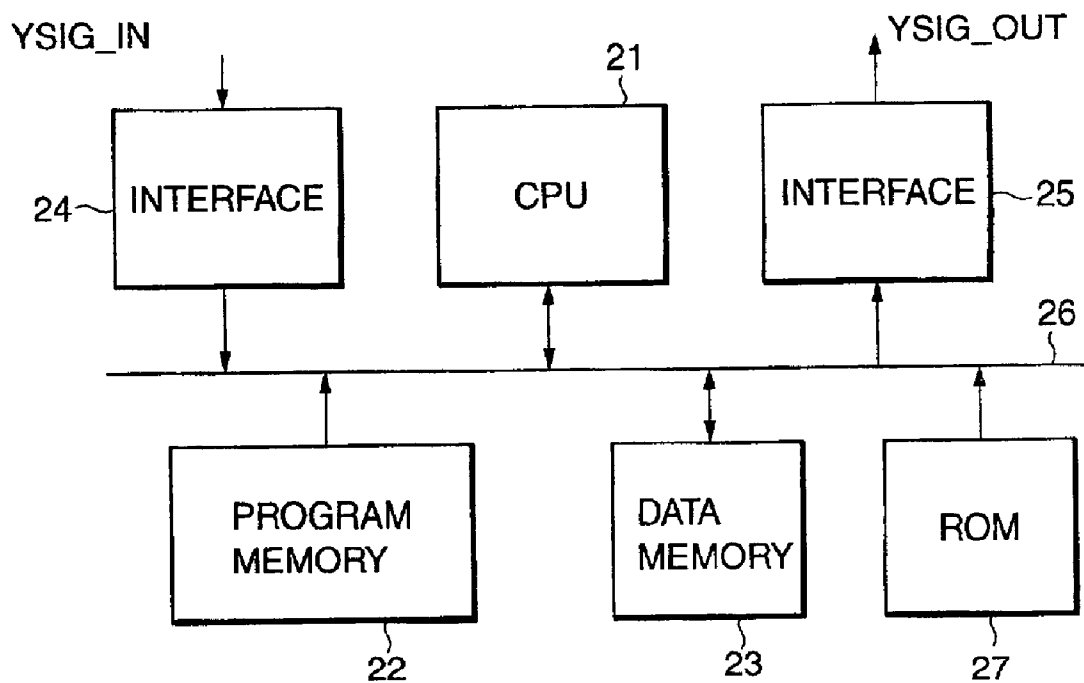 YSIG_IN
YSIG_OUT
21
INTERFACE
CPU
INTERFACE
24
25
26
PROGRAM
MEMORY
DATA
MEMORY
ROM
22
23
27